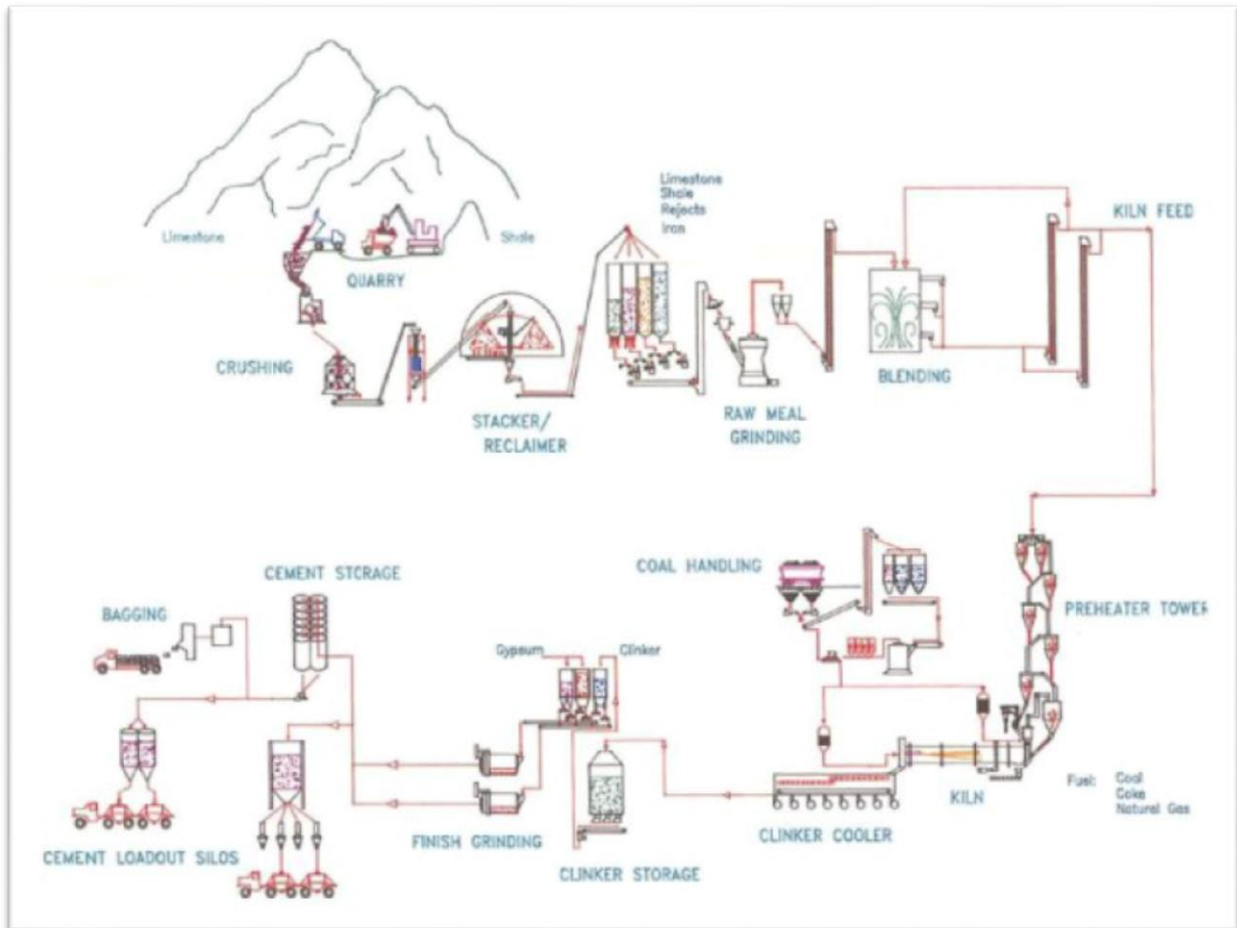 Limestone
Shale
Rejects
Iron
KILN FEED
Limestone
Shale
QUARRY
CRUSHING
BLENDING
STACKER/
RECLAIMER
RAW MEAL
GRINDING
COAL HANDLING
CEMENT STORAGE
BAGGING
PREHEATER TOWER
Gypsum
Clinker
Fuel: Coal
Coke
Natural Gas
KILN
CLINKER COOLER
FINISH GRINDING
CEMENT LOADOUT SILOS
CLINKER STORAGE